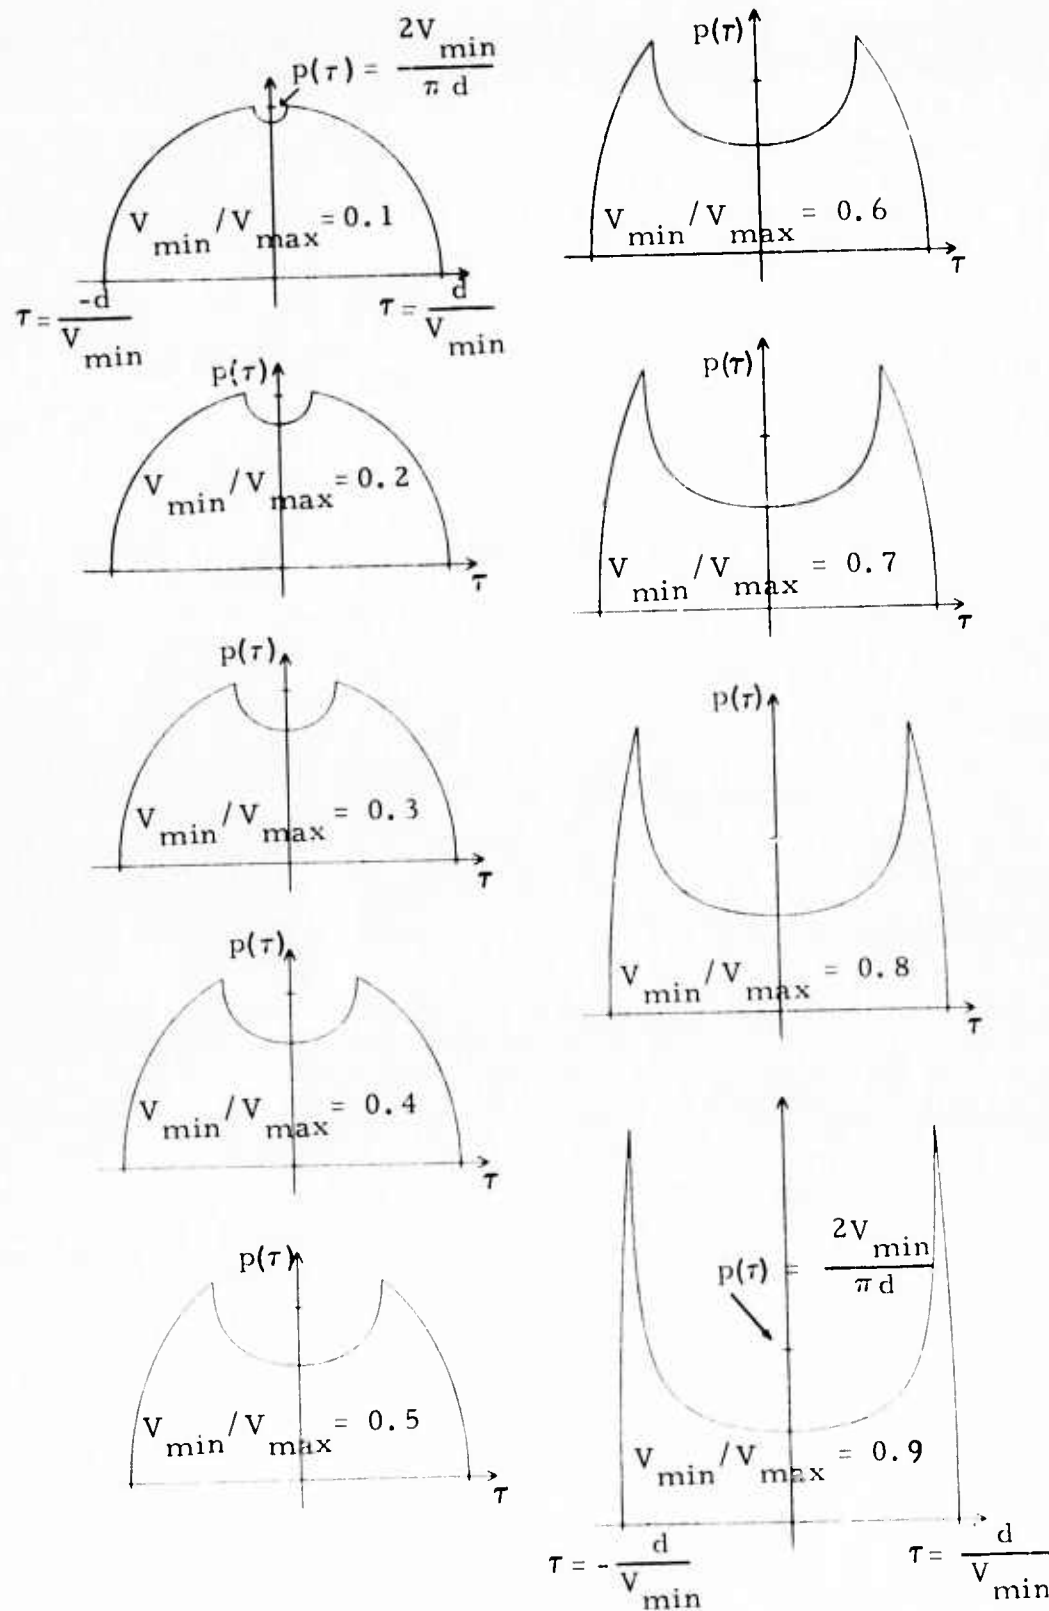 p(τ) = 2V_min / π d
V_min/V_max = 0.1
τ = -d / V_min
τ = d / V_min
p(τ)
V_min/V_max = 0.2
τ
p(τ)
V_min/V_max = 0.3
τ
p(τ)
V_min/V_max = 0.4
τ
p(τ)
V_min/V_max = 0.5
τ
p(τ)
V_min/V_max = 0.6
τ
p(τ)
V_min/V_max = 0.7
τ
p(τ)
V_min/V_max = 0.8
τ
p(τ) = 2V_min / π d
V_min/V_max = 0.9
τ = - d / V_min
τ = d / V_min